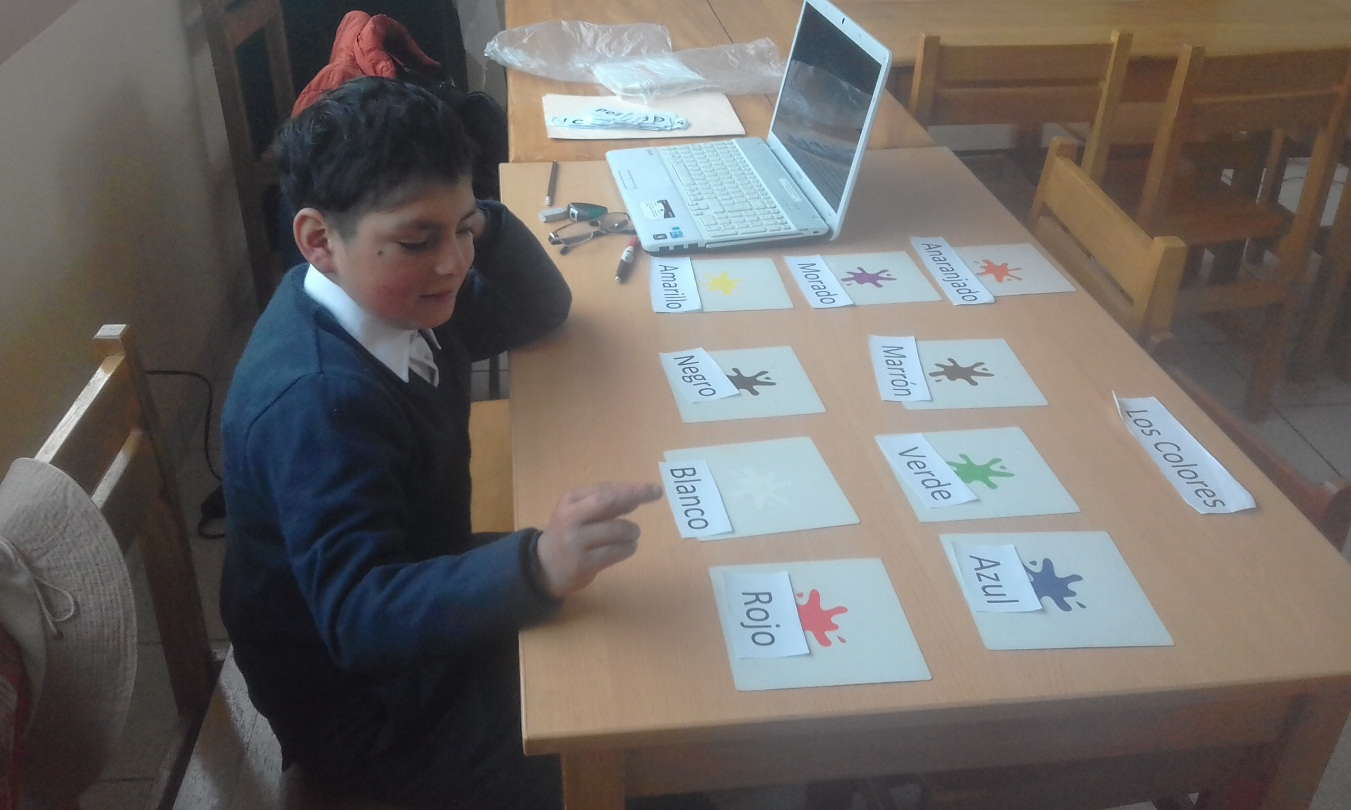 Los Colores
Amarillo
Morado
Anaranjado
Negro
Marrón
Blanco
Verde
Rojo
Azul